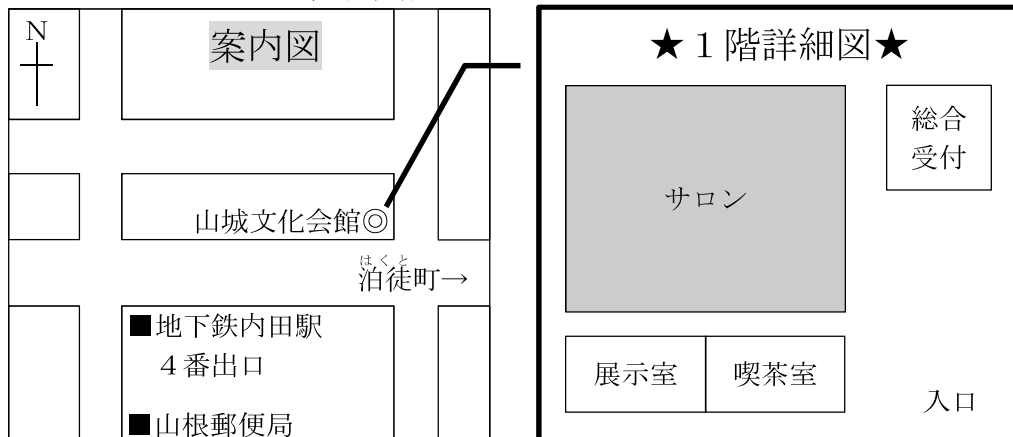 N
案内図
山城文化会館◎
はくと
泊徒町→
■地下鉄内田駅
４番出口
■山根郵便局
★１階詳細図★
総合
受付
サロン
展示室
喫茶室
入口